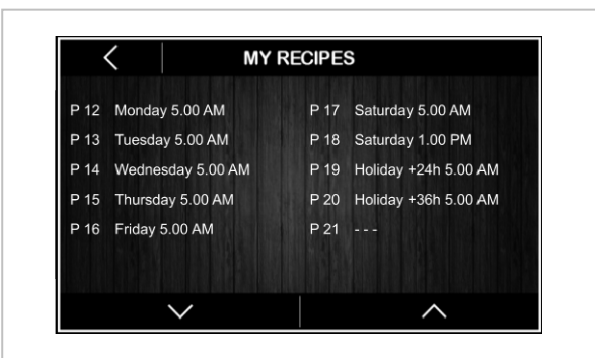 MY RECIPES
P 12 Monday 5.00 AM
P 13 Tuesday 5.00 AM
P 14 Wednesday 5.00 AM
P 15 Thursday 5.00 AM
P 16 Friday 5.00 AM
P 17 Saturday 5.00 AM
P 18 Saturday 1.00 PM
P 19 Holiday +24h 5.00 AM
P 20 Holiday +36h 5.00 AM
P 21 - - -